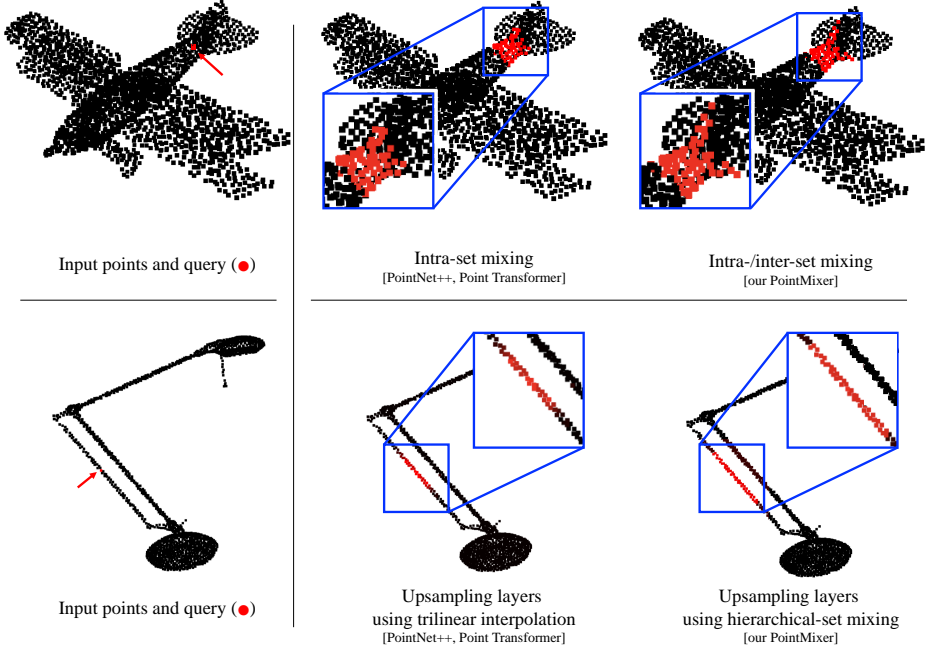 Input points and query (●)
Intra-set mixing
[PointNet++, Point Transformer]
Intra-/inter-set mixing
[our PointMixer]
Input points and query (●)
Upsampling layers
using trilinear interpolation
[PointNet++, Point Transformer]
Upsampling layers
using hierarchical-set mixing
[our PointMixer]